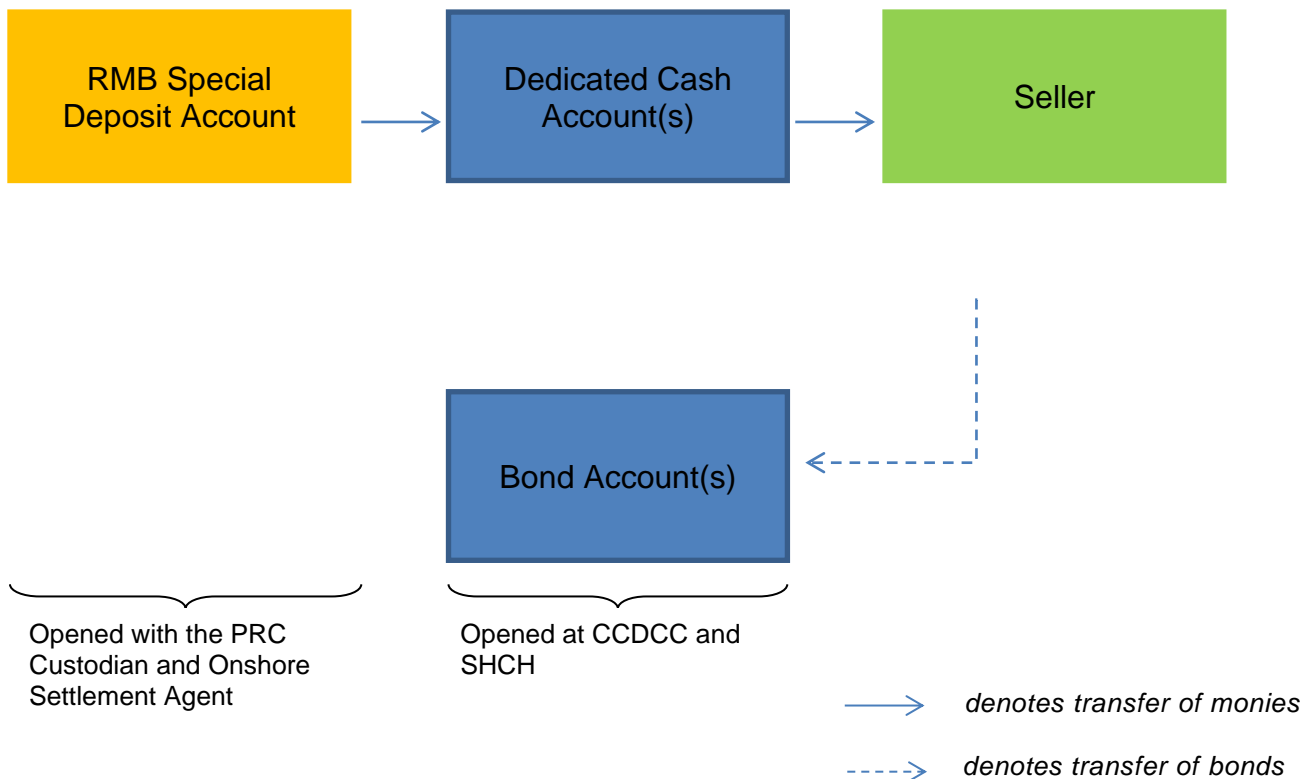 RMB Special
Deposit Account
Dedicated Cash
Account(s)
Seller
Bond Account(s)
Opened with the PRC
Custodian and Onshore
Settlement Agent
Opened at CCDCC and
SHCH
denotes transfer of monies
denotes transfer of bonds